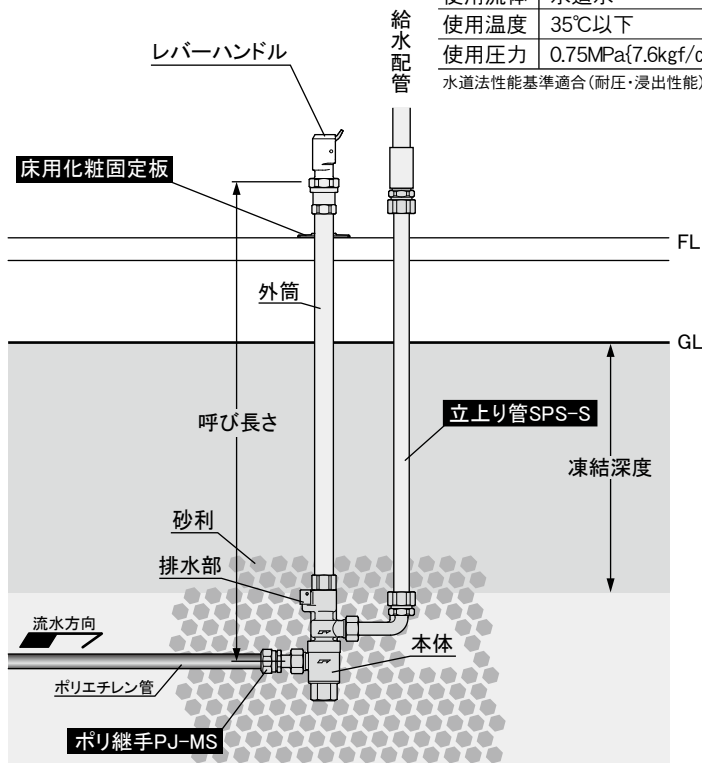 使用流体 水道水
使用温度 35℃以下
使用圧力 0.75MPa{7.6kgf/c
水道法性能基準適合(耐圧・浸出性能)
給水配管
レバーハンドル
床用化粧固定板
FL
外筒
GL
呼び長さ
立上り管SPS-S
凍結深度
砂利
排水部
流水方向
本体
ポリエチレン管
ポリ継手PJ-MS